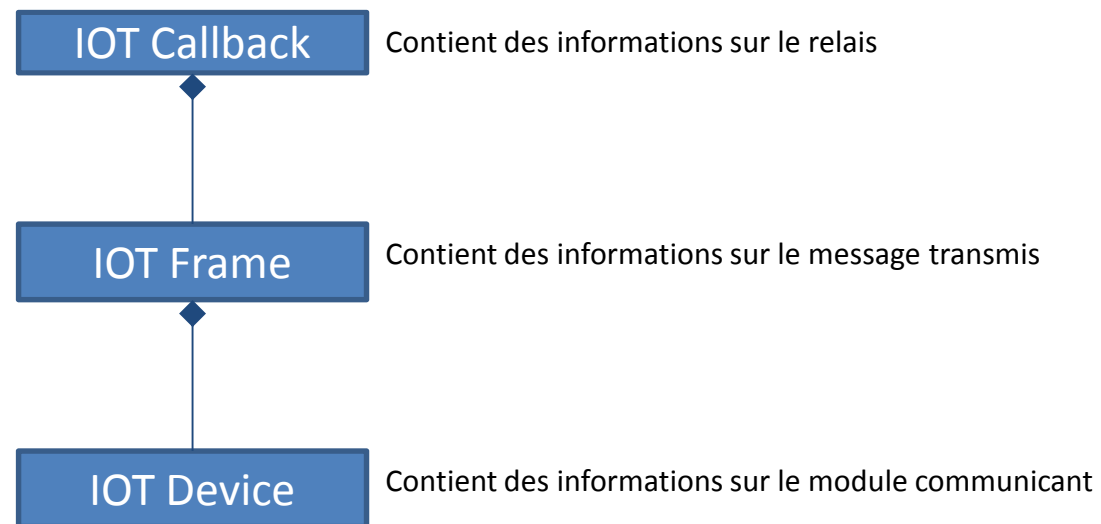 IOT Callback
Contient des informations sur le relais
IOT Frame
Contient des informations sur le message transmis
IOT Device
Contient des informations sur le module communicant